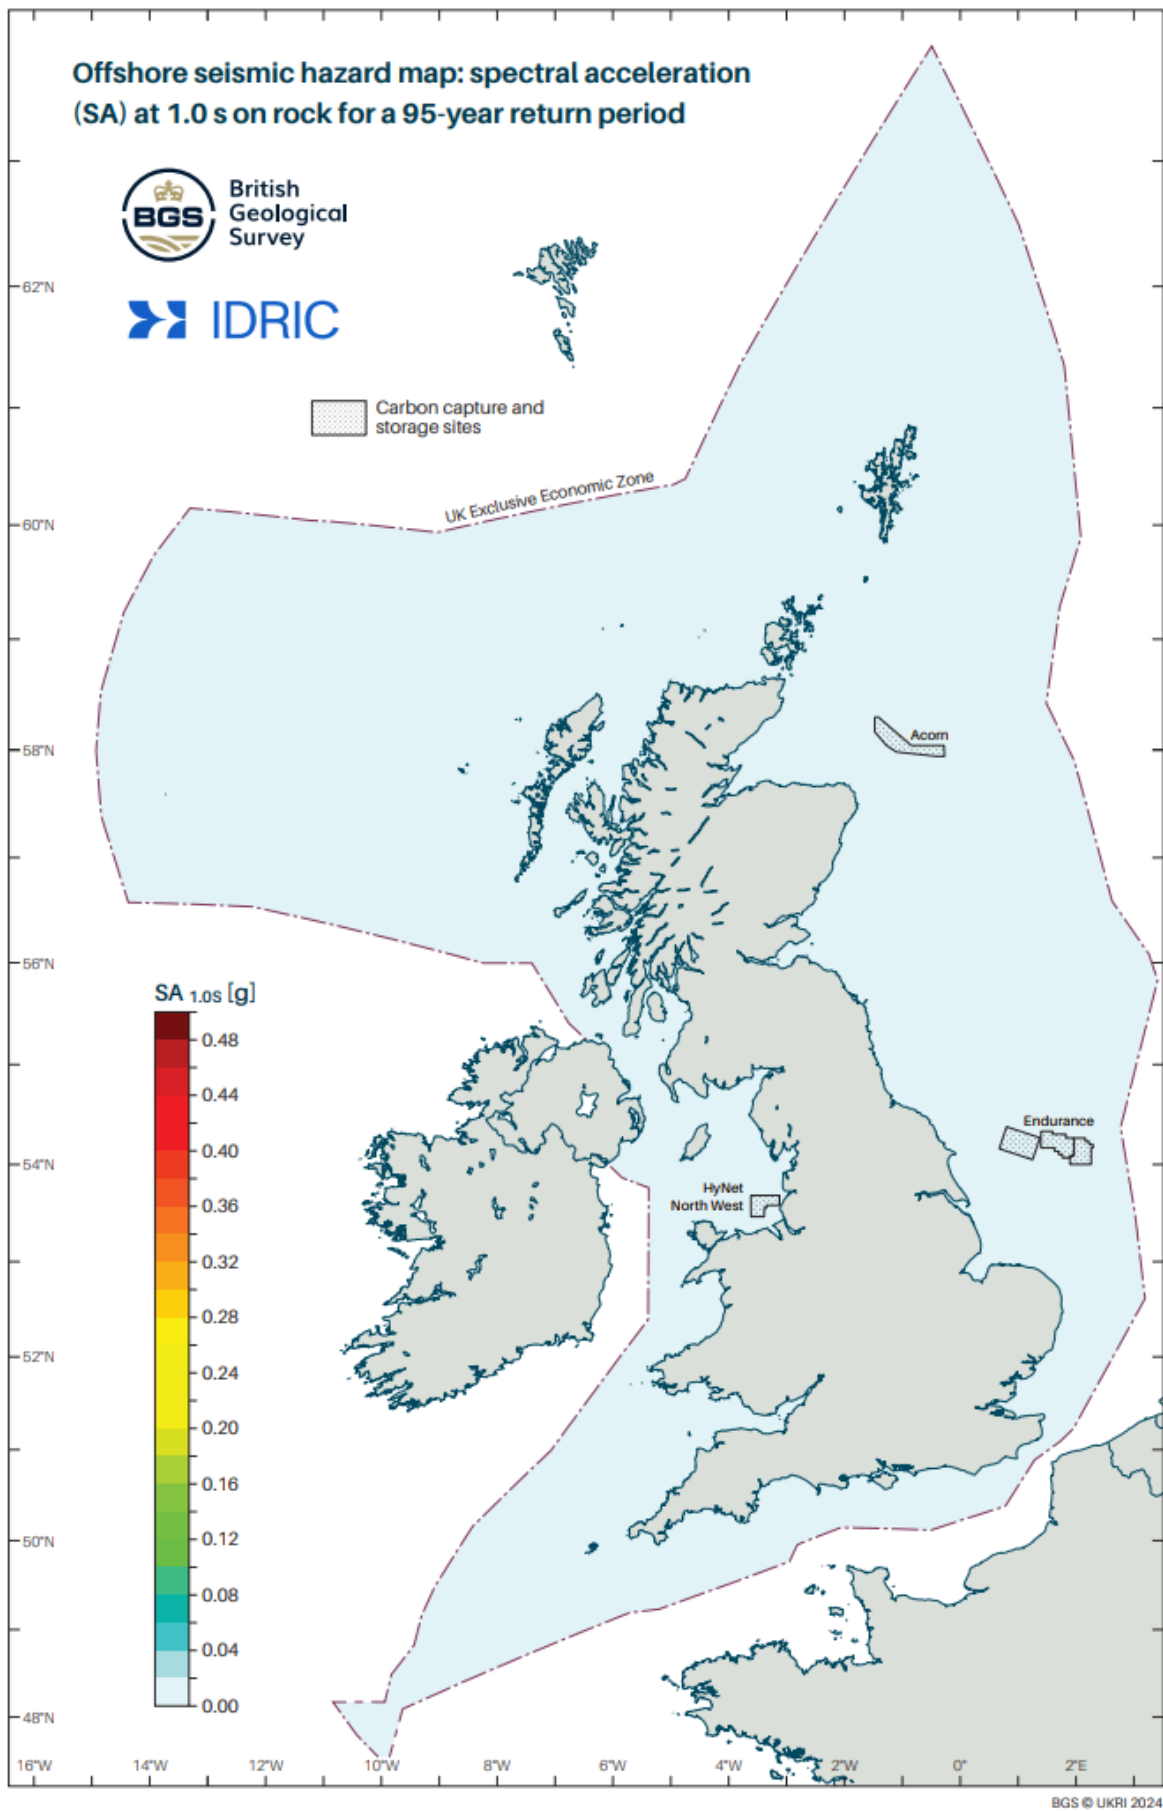 Offshore seismic hazard map: spectral acceleration
(SA) at 1.0 s on rock for a 95-year return period
BGS
British
Geological
Survey
IDRIC
Carbon capture and
storage sites
UK Exclusive Economic Zone
Acorn
Endurance
HyNet
North West
SA 1.0S [g]
0.48
0.44
0.40
0.36
0.32
0.28
0.24
0.20
0.16
0.12
0.08
0.04
0.00
62°N
60°N
58°N
56°N
54°N
52°N
50°N
48°N
16°W 14°W 12°W 10°W 8°W 6°W 4°W 2°W 0° 2°E
BGS © UKRI 2024